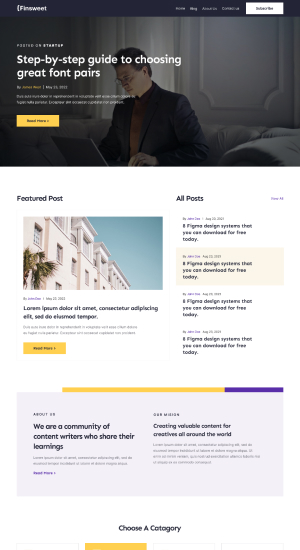 {Finsweet
Home Blog About Us Contact us Subscribe
POSTED ON STARTUP
Step-by-step guide to choosing
great font pairs
By James West | May 23, 2022
Duis aute irure dolor in reprehenderit in voluptate velit esse cillum dolore eu
fugiat nulla pariatur. Excepteur sint occaecat cupidatat non proident.
Read More >
Featured Post
By John Doe | May 23, 2022
Lorem ipsum dolor sit amet, consectetur adipiscing
elit, sed do eiusmod tempor.
Duis aute irure dolor in reprehenderit in voluptate velit esse cillum dolore
eu fugiat nulla pariatur. Excepteur sint occaecat cupidatat non proident.
Read More >
All Posts View All
By John Doe | Aug 23, 2021
8 Figma design systems that
you can download for free
today.
By John Doe | Aug 23, 2021
8 Figma design systems that
you can download for free
today.
By John Doe | Aug 23, 2021
8 Figma design systems that
you can download for free
today.
By John Doe | Aug 23, 2021
8 Figma design systems that
you can download for free
today.
ABOUT US
We are a community of
content writers who share their
learnings
Lorem ipsum dolor sit amet, consectetur adipiscing elit, sed do eiusmod tempor
incididunt ut labore et dolore magna aliqua.
Read More >
OUR MISION
Creating valuable content for
creatives all around the world
Lorem ipsum dolor sit amet, consectetur adipiscing elit, sed do eiusmod
tempor incididunt ut labore et dolore magna aliqua.
Choose A Catagory